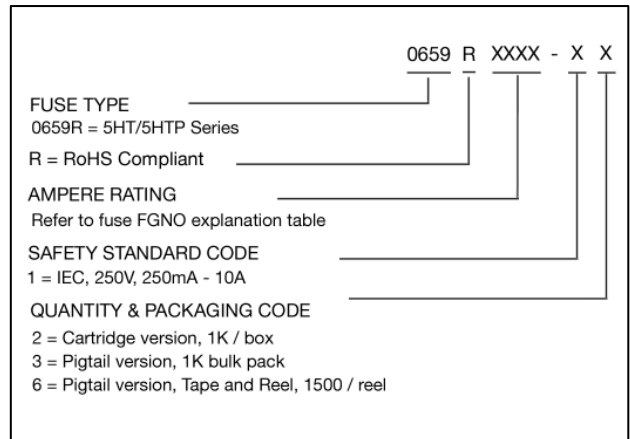 0659 R XXXX - X X
FUSE TYPE
0659R = 5HT/5HTP Series
R = RoHS Compliant
AMPERE RATING
Refer to fuse FGNO explanation table
SAFETY STANDARD CODE
1 = IEC, 250V, 250mA - 10A
QUANTITY & PACKAGING CODE
2 = Cartridge version, 1K / box
3 = Pigtail version, 1K bulk pack
6 = Pigtail version, Tape and Reel, 1500 / reel